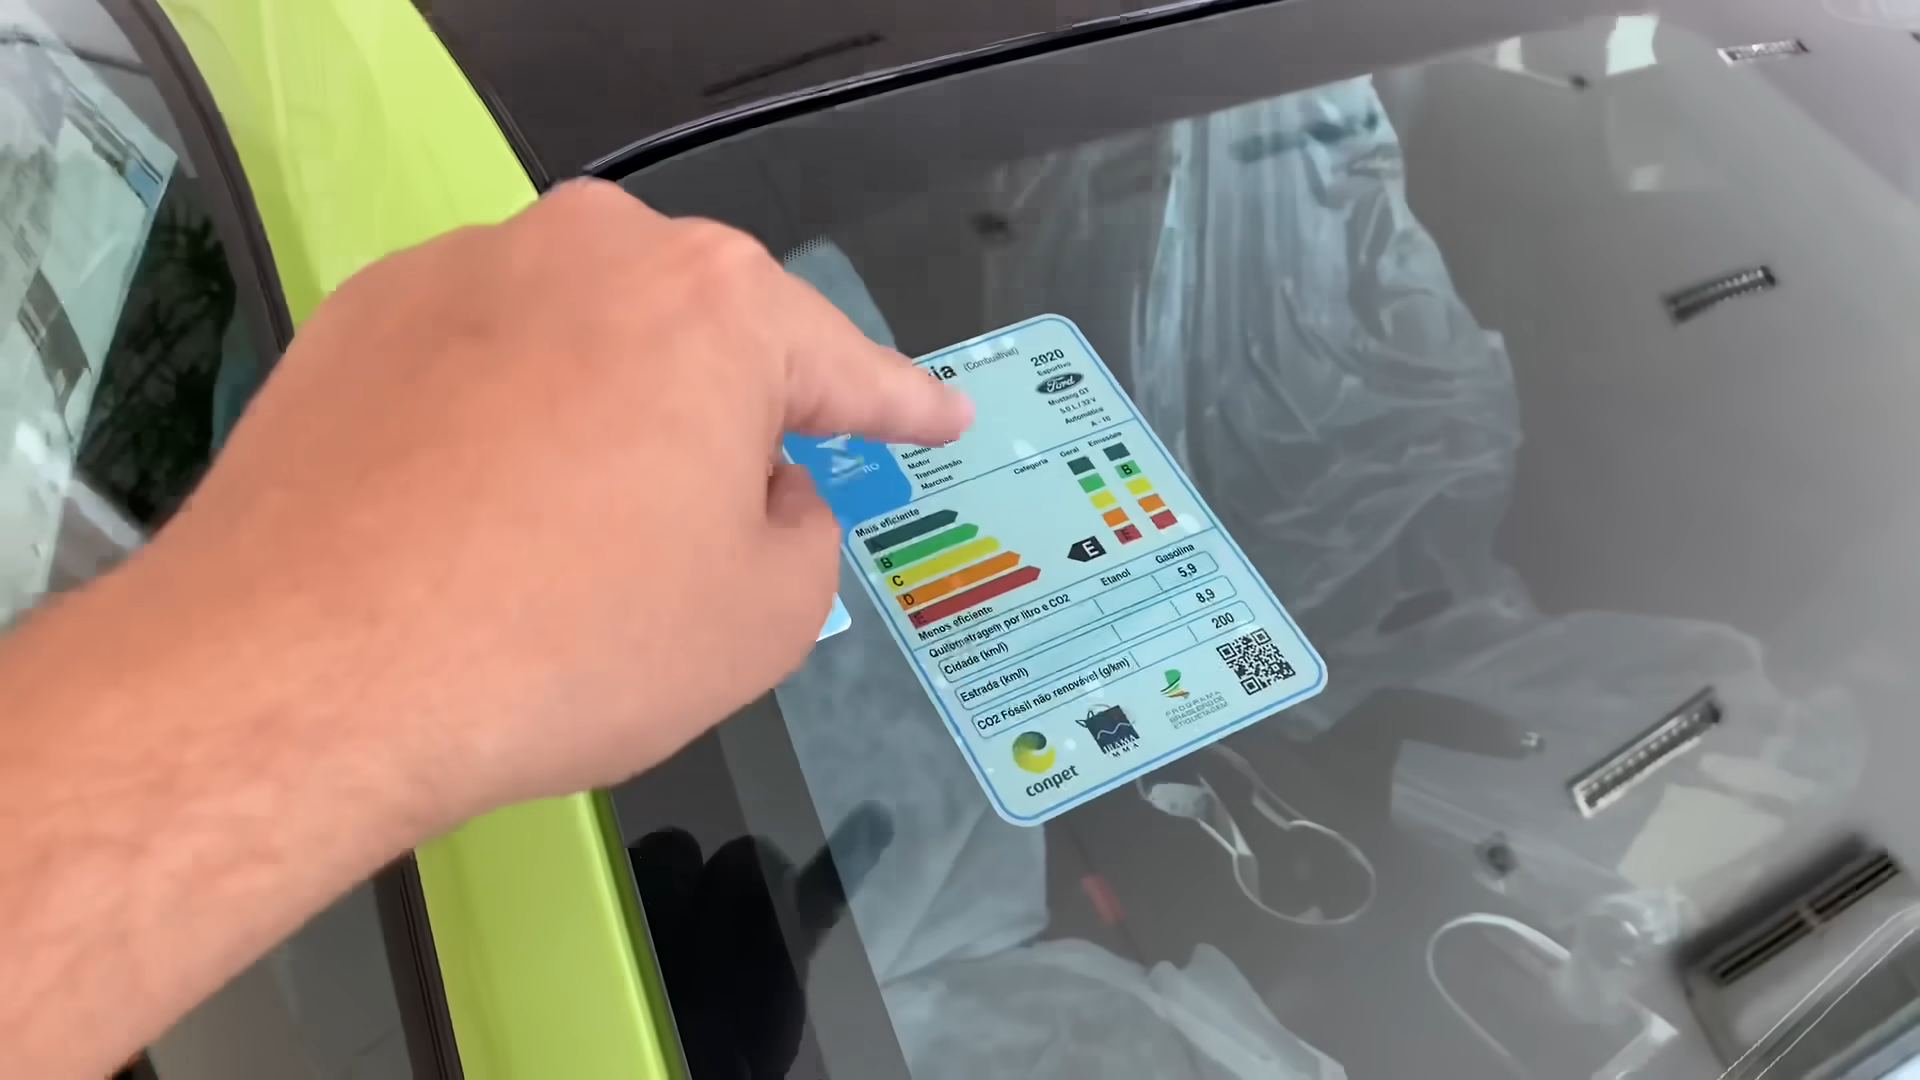 ia (Combustível) 2020
Esportivo
Ford
Mustang GT
5.0 L / 32 V
Automática
A - 10
Motor
Transmissão
Marchas
Categoria Geral Emissões
B
E
Mais eficiente
A
B
C
D
E
E
Menos eficiente
Quilometragem por litro e CO2 Etanol Gasolina
Cidade (km/l) 5,9
Estrada (km/l) 8,9
CO2 Fóssil não renovável (g/km) 200
conpet
IBAMA
MMA
PROGRAMA
BRASILEIRO DE
ETIQUETAGEM